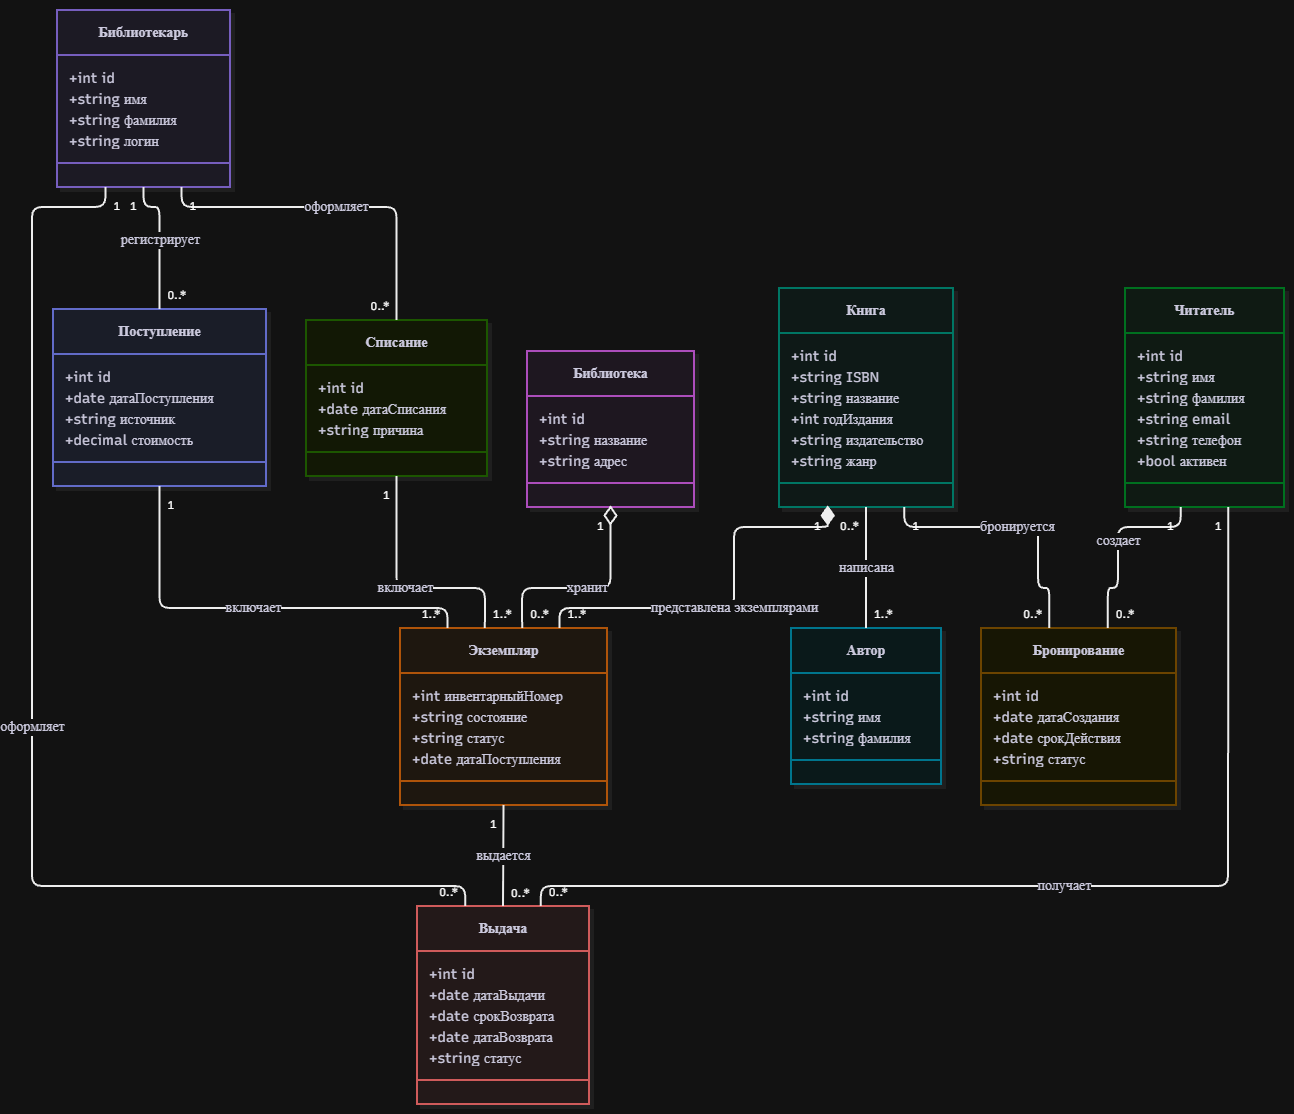 Библиотекарь
+int id
+string имя
+string фамилия
+string логин
1
1
1
оформляет
регистрирует
0..*
0..*
Поступление
+int id
+date датаПоступления
+string источник
+decimal стоимость
1
Списание
+int id
+date датаСписания
+string причина
1
Библиотека
+int id
+string название
+string адрес
1
Книга
+int id
+string ISBN
+string название
+int годИздания
+string издательство
+string жанр
1
0..*
1
Читатель
+int id
+string имя
+string фамилия
+string email
+string телефон
+bool активен
1
1
бронируется
создает
написана
включает
хранит
включает
представлена экземплярами
1..*
1..*
0..*
1..*
1..*
0..*
0..*
Экземпляр
+int инвентарныйНомер
+string состояние
+string статус
+date датаПоступления
Автор
+int id
+string имя
+string фамилия
Бронирование
+int id
+date датаСоздания
+date срокДействия
+string статус
оформляет
1
выдается
получает
0..*
0..*
0..*
Выдача
+int id
+date датаВыдачи
+date срокВозврата
+date датаВозврата
+string статус